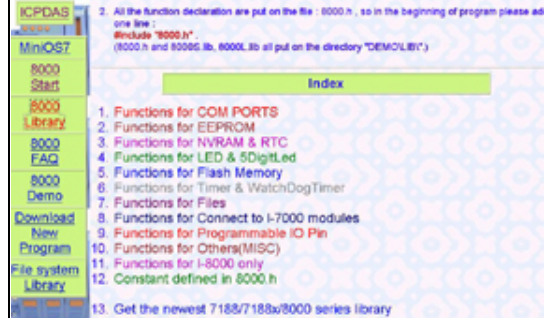 ICPDAS
MiniOS7
8000
Start
8000
Library
8000
FAQ
8000
Demo
Download
New
Program
File system
Library
2. All the function declaration are put on the file : 8000.h , so in the beginning of program please ad
one line :
#include "8000.h" .
(8000.h and 8000S.lib, 8000L.lib all put on the directory "DEMO\LIB\".)
Index
1. Functions for COM PORTS
2. Functions for EEPROM
3. Functions for NVRAM & RTC
4. Functions for LED & 5DigitLed
5. Functions for Flash Memory
6. Functions for Timer & WatchDogTimer
7. Functions for Files
8. Functions for Connect to I-7000 modules
9. Functions for Programmable IO Pin
10. Functions for Others(MISC)
11. Functions for I-8000 only
12. Constant defined in 8000.h
13. Get the newest 7188/7188x/8000 series library